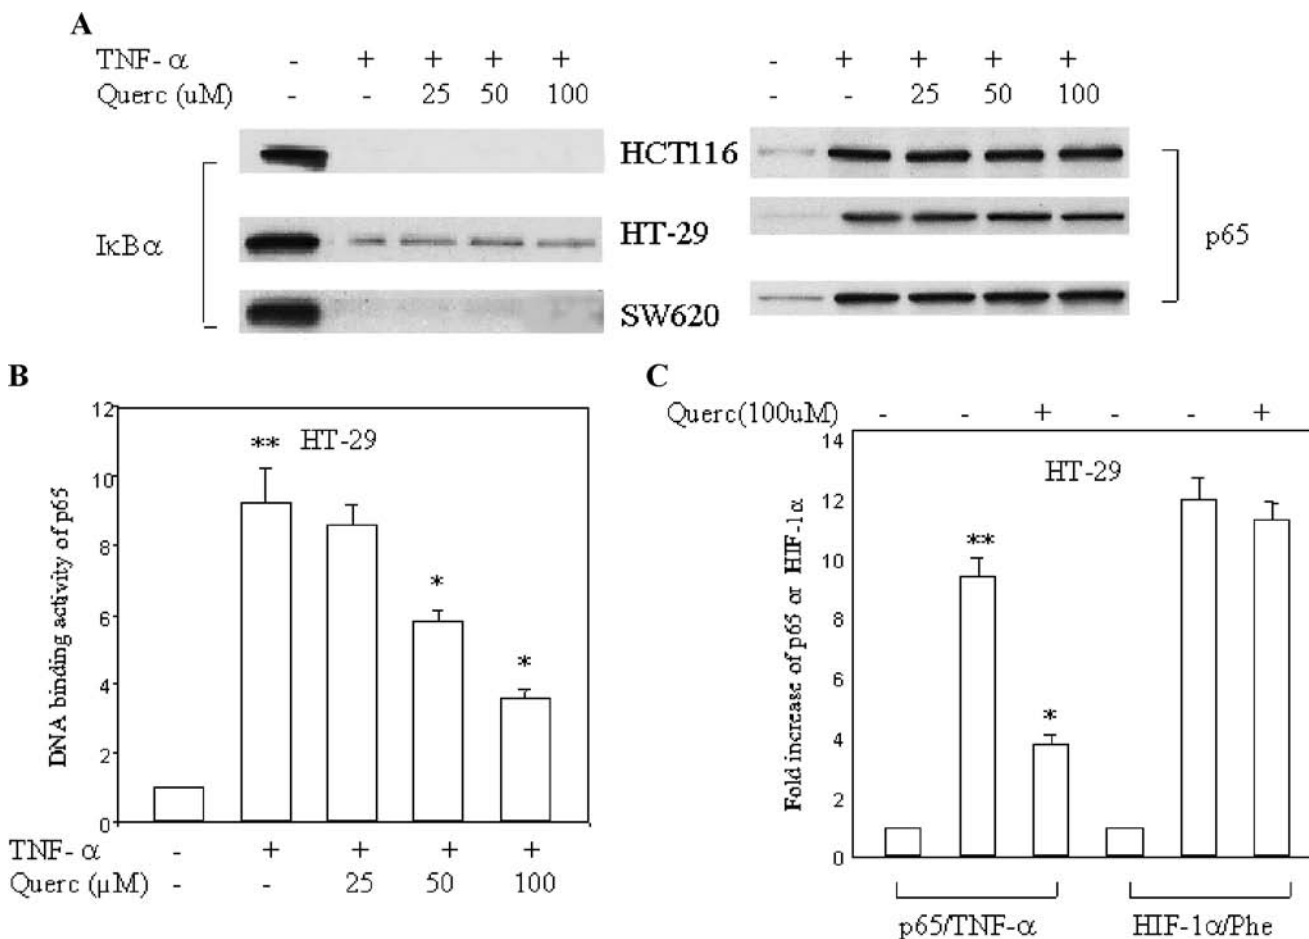 A
TNF- α - + + + + - + + + +
Querc (uM) - - 25 50 100 - - 25 50 100
HCT116
IκBα HT-29 p65
SW620
B
12
10
8
6
4
2
0
DNA binding activity of p65
** HT-29
*
*
TNF- α - + + + +
Querc (µM) - - 25 50 100
C
Querc(100uM) - - + - - +
14
12
10
8
6
4
2
0
Fold increase of p65 or HIF-1α
HT-29
**
*
p65/TNF-α HIF-1α/Phe